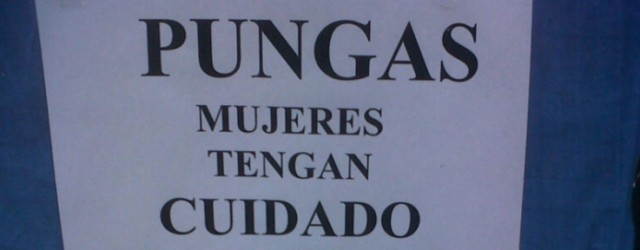 PUNGAS
MUJERES
TENGAN
CUIDADO